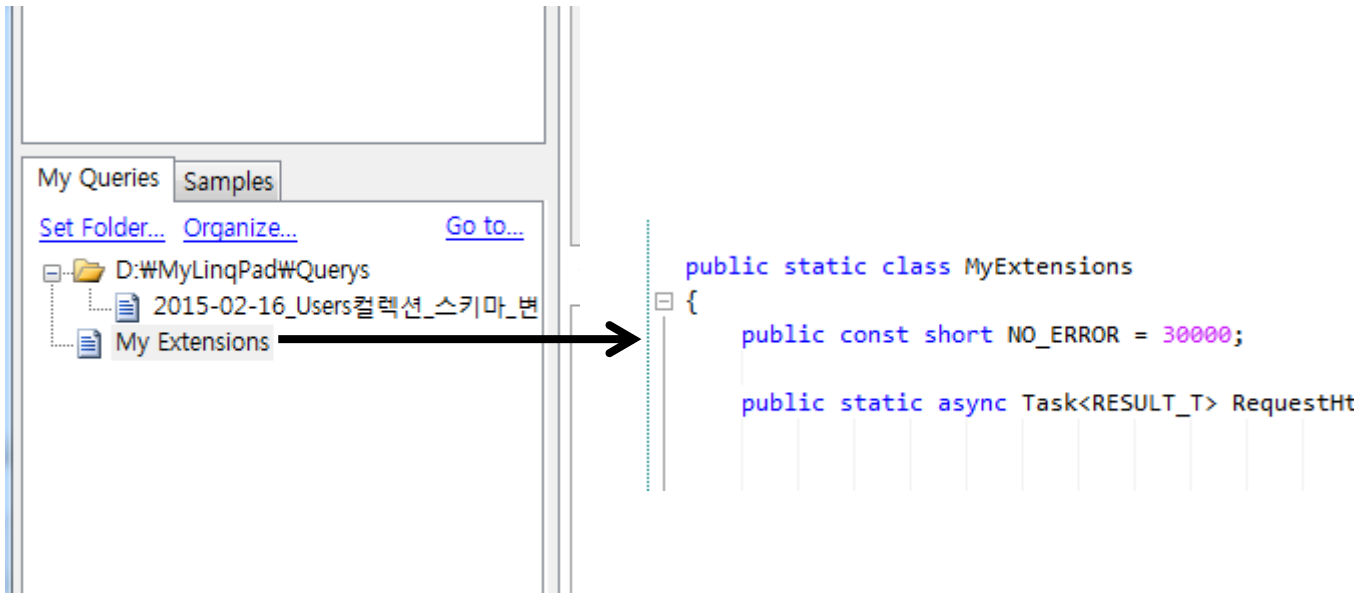 My Queries Samples
Set Folder... Organize... Go to...
D:₩MyLinqPad₩Querys
2015-02-16_Users컬렉션_스키마_변
My Extensions
public static class MyExtensions
{
public const short NO_ERROR = 30000;
public static async Task<RESULT_T> RequestHt